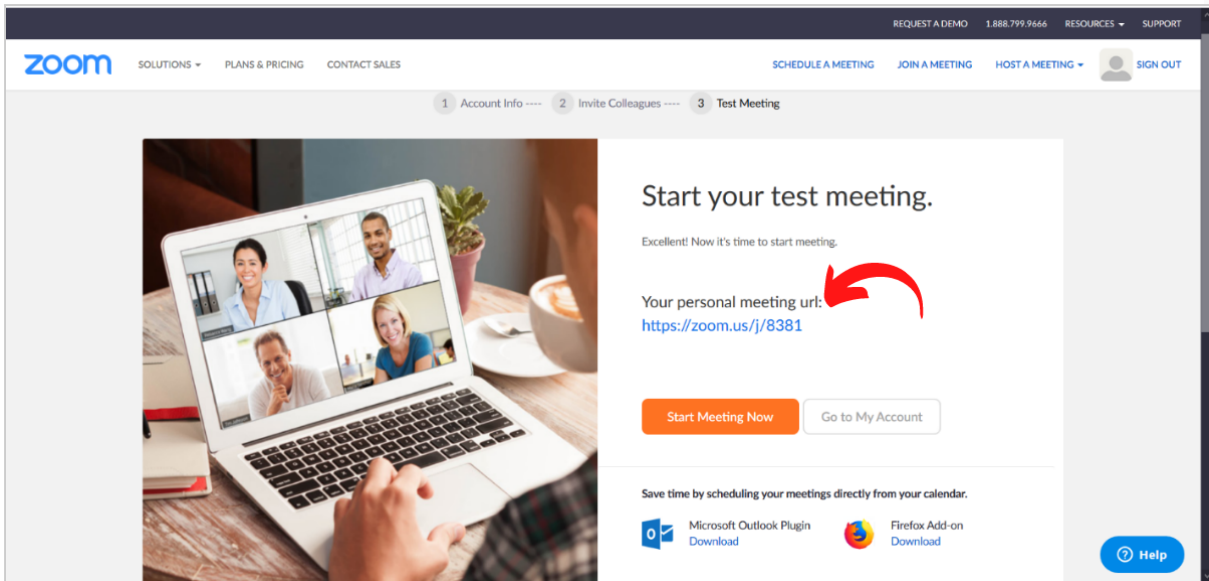 REQUEST A DEMO 1.888.799.9666 RESOURCES SUPPORT
zoom SOLUTIONS PLANS & PRICING CONTACT SALES SCHEDULE A MEETING JOIN A MEETING HOST A MEETING SIGN OUT
1 Account Info ---- 2 Invite Colleagues ---- 3 Test Meeting
Start your test meeting.
Excellent! Now it's time to start meeting.
Your personal meeting url:
https://zoom.us/j/8381
Start Meeting Now Go to My Account
Save time by scheduling your meetings directly from your calendar.
Microsoft Outlook Plugin Firefox Add-on
Download Download
Help